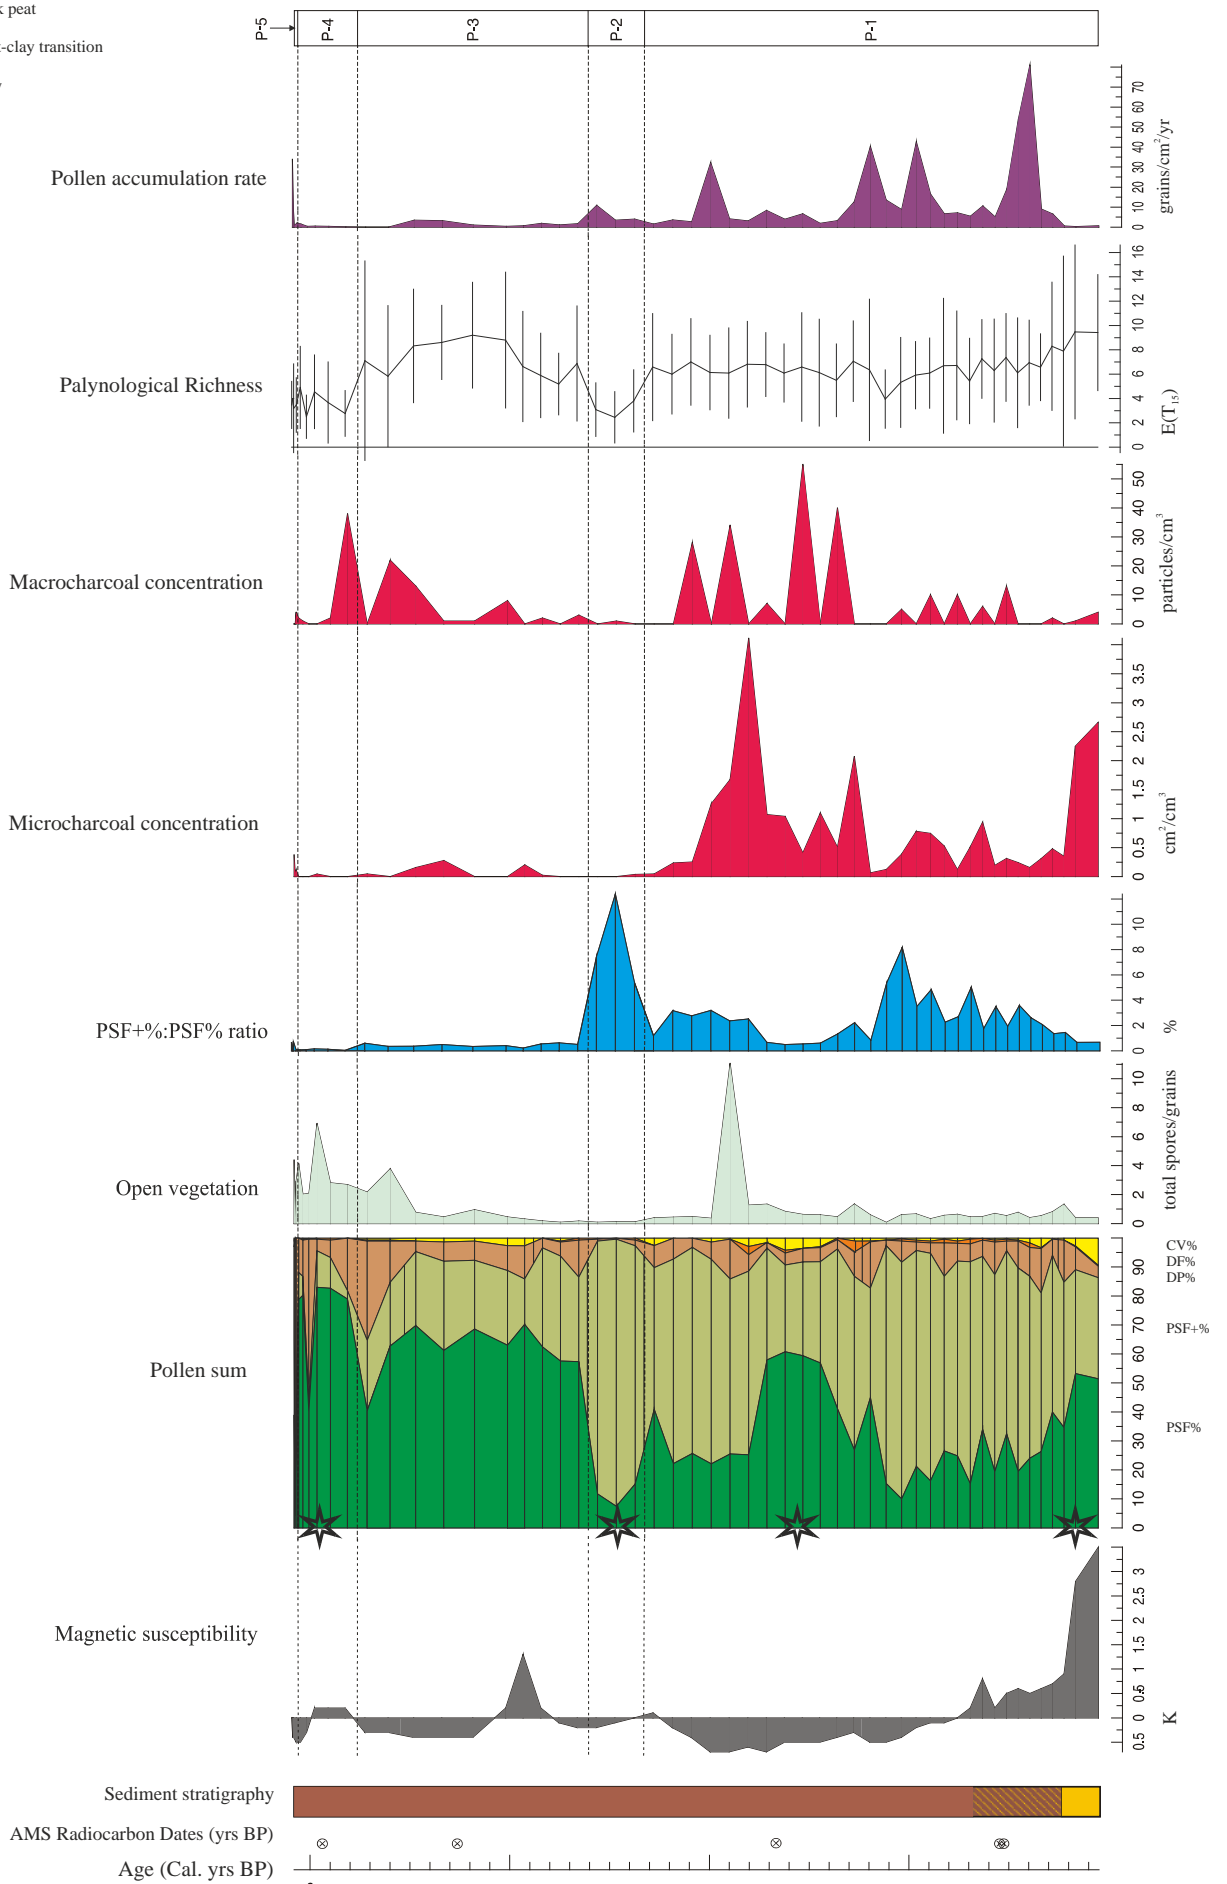 k peat
-clay transition
P-5
P-4
P-3
P-2
P-1
Pollen accumulation rate
0 10 20 30 40 50 60 70
grains/cm²/yr
Palynological Richness
0 2 4 6 8 10 12 14 16
E(T₁₅)
Macrocharcoal concentration
0 10 20 30 40 50
particles/cm³
Microcharcoal concentration
0 0.5 1 1.5 2 2.5 3 3.5
cm²/cm³
PSF+%:PSF% ratio
0 2 4 6 8 10
%
Open vegetation
0 2 4 6 8 10
total spores/grains
Pollen sum
0 10 20 30 40 50 60 70 80 90
CV%
DF%
DP%
PSF+%
PSF%
Magnetic susceptibility
0.5 0 0.5 1 1.5 2 2.5 3
K
Sediment stratigraphy
AMS Radiocarbon Dates (yrs BP)
Age (Cal. yrs BP)